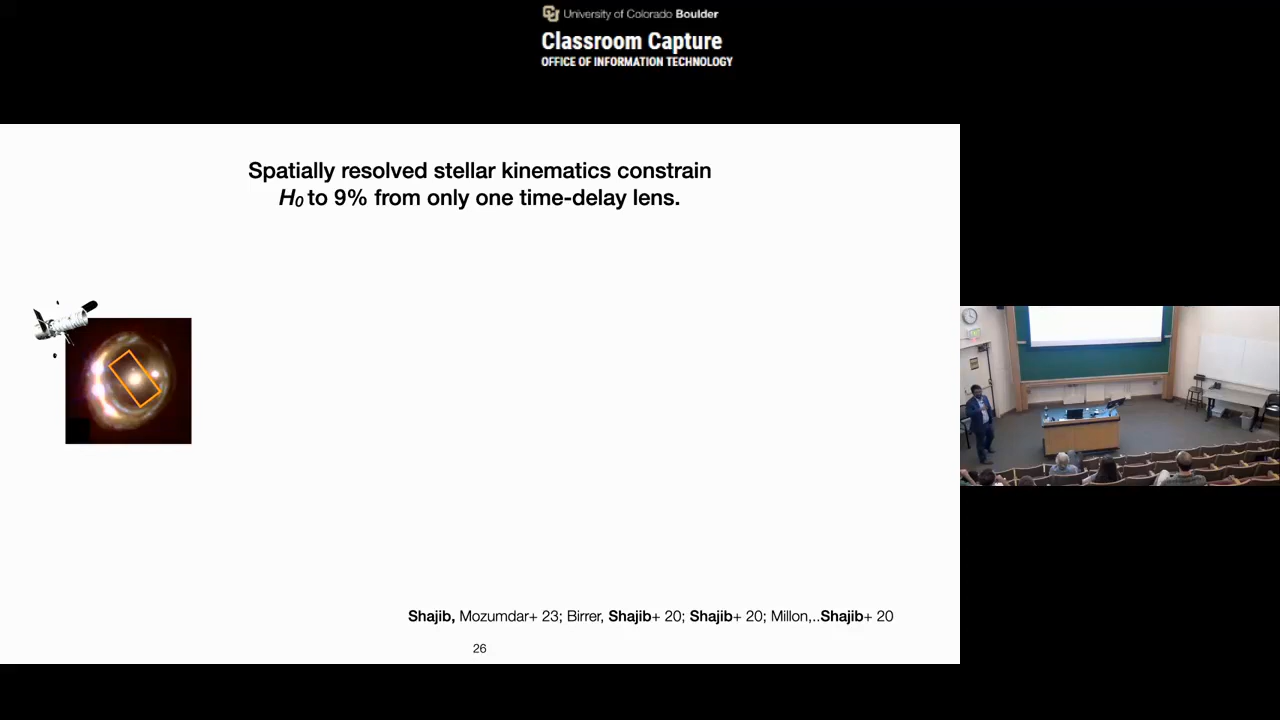 University of Colorado Boulder
Classroom Capture
OFFICE OF INFORMATION TECHNOLOGY
Spatially resolved stellar kinematics constrain
H₀ to 9% from only one time-delay lens.
Shajib, Mozumdar+ 23; Birrer, Shajib+ 20; Shajib+ 20; Millon,..Shajib+ 20
26